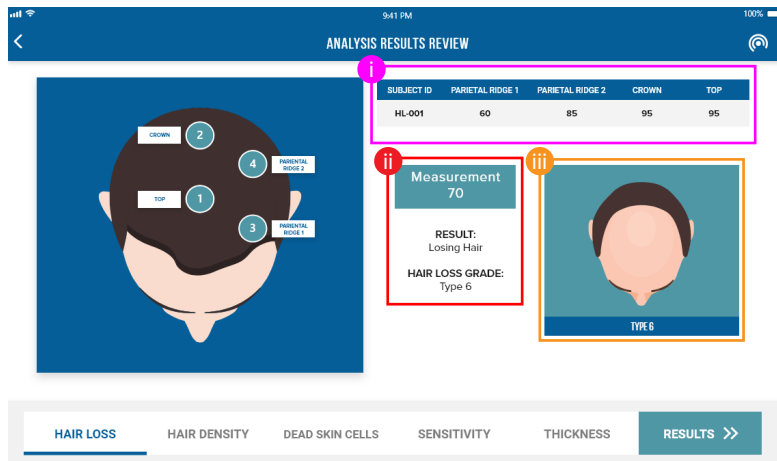 9:41 PM
100%
ANALYSIS RESULTS REVIEW
i
SUBJECT ID PARIETAL RIDGE 1 PARIETAL RIDGE 2 CROWN TOP
HL-001 60 85 95 95
CROWN 2
4 PARIENTAL
RIDGE 2
TOP 1
3 PARIENTAL
RIDGE 1
ii
Measurement
70
RESULT:
Losing Hair
HAIR LOSS GRADE:
Type 6
iii
TYPE 6
HAIR LOSS HAIR DENSITY DEAD SKIN CELLS SENSITIVITY THICKNESS RESULTS